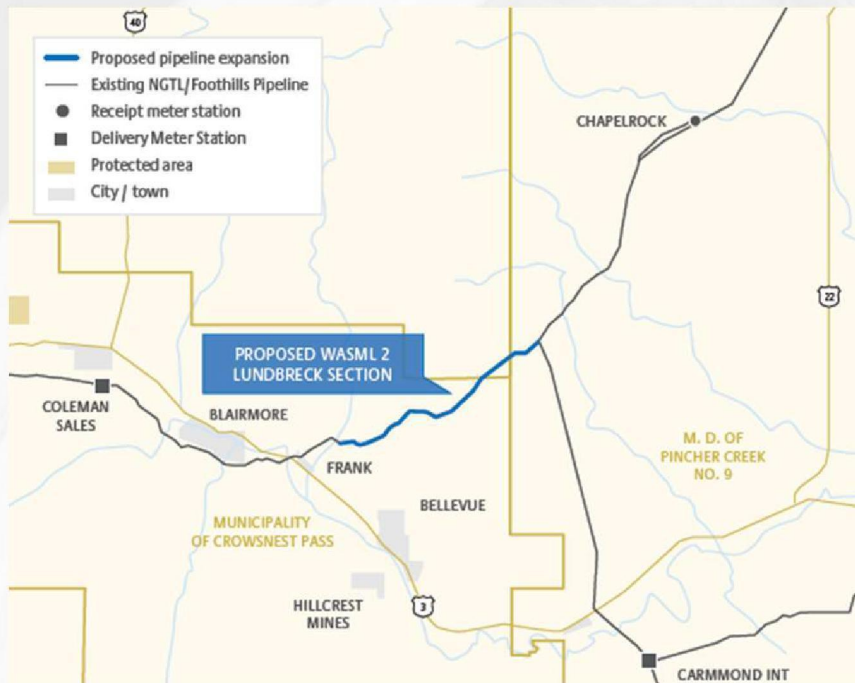 40
Proposed pipeline expansion
Existing NGTL/Foothills Pipeline
Receipt meter station
Delivery Meter Station
Protected area
City / town
CHAPELROCK
22
PROPOSED WASML 2
LUNDBRECK SECTION
COLEMAN
SALES
BLAIRMORE
FRANK
M. D. OF
PINCHER CREEK
NO. 9
BELLEVUE
MUNICIPALITY
OF CROWSNEST PASS
HILLCREST
MINES
3
CARMMOND INT